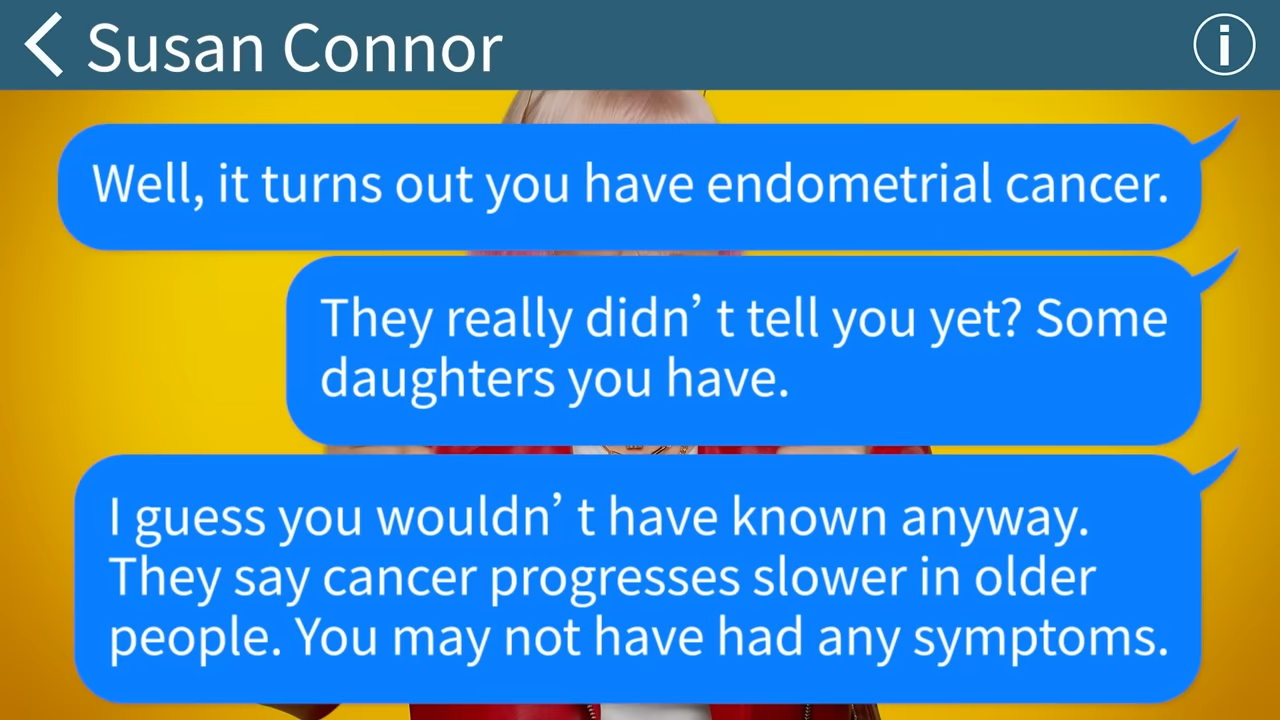 Susan Connor
Well, it turns out you have endometrial cancer.
They really didn’ t tell you yet? Some
daughters you have.
I guess you wouldn’ t have known anyway.
They say cancer progresses slower in older
people. You may not have had any symptoms.